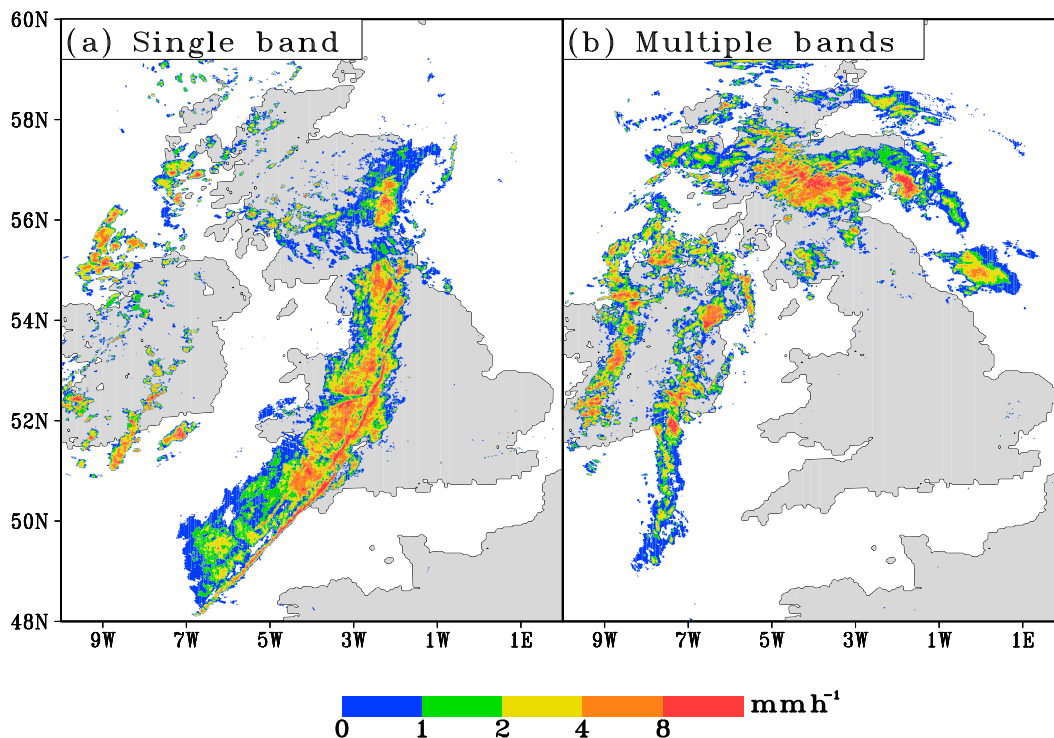 60N
(a) Single band
(b) Multiple bands
58N
56N
54N
52N
50N
48N
9W 7W 5W 3W 1W 1E
9W 7W 5W 3W 1W 1E
0 1 2 4 8
mmh⁻¹